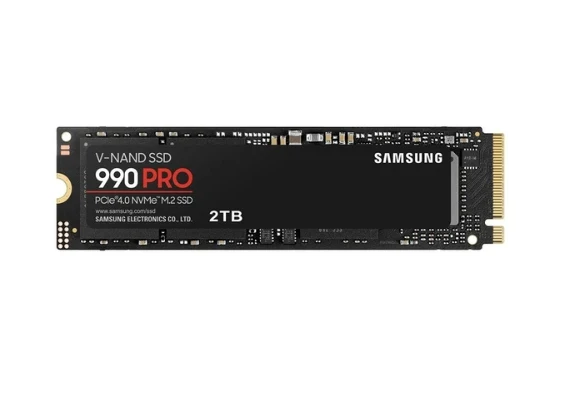 V-NAND SSD
990 PRO
PCIe®4.0 NVMe™ M.2 SSD
www.samsung.com/ssd
SAMSUNG ELECTRONICS CO., LTD.
2TB
SAMSUNG